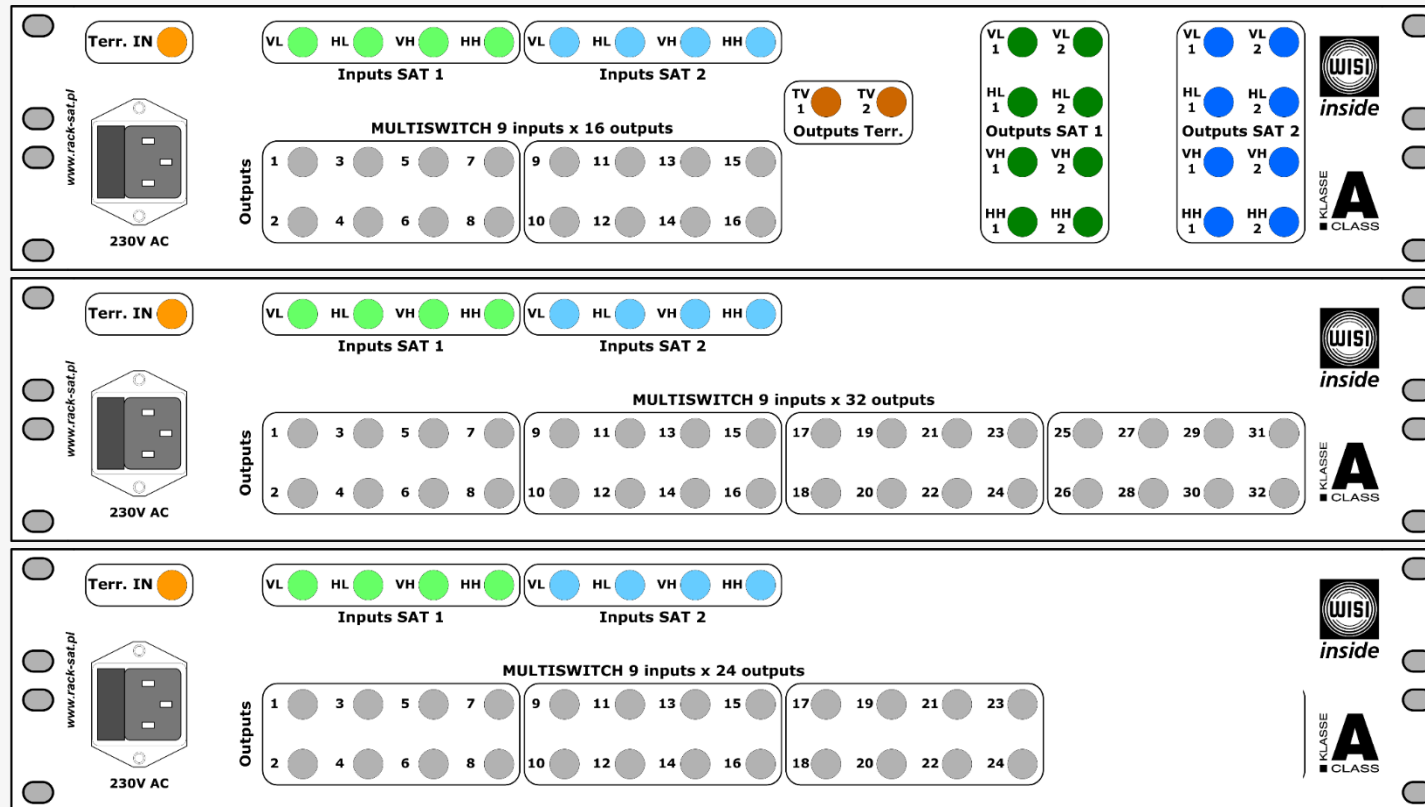 Terr. IN
VL HL VH HH
Inputs SAT 1
VL HL VH HH
Inputs SAT 2
www.rack-sat.pl
230V AC
MULTISWITCH 9 inputs x 16 outputs
Outputs
1 3 5 7 9 11 13 15
2 4 6 8 10 12 14 16
TV 1 TV 2
Outputs Terr.
VL 1 VL 2
HL 1 HL 2
Outputs SAT 1
VH 1 VH 2
HH 1 HH 2
VL 1 VL 2
HL 1 HL 2
Outputs SAT 2
VH 1 VH 2
HH 1 HH 2
WISI
inside
KLASSE
A
CLASS
Terr. IN
VL HL VH HH
Inputs SAT 1
VL HL VH HH
Inputs SAT 2
www.rack-sat.pl
230V AC
MULTISWITCH 9 inputs x 32 outputs
Outputs
1 3 5 7 9 11 13 15 17 19 21 23 25 27 29 31
2 4 6 8 10 12 14 16 18 20 22 24 26 28 30 32
WISI
inside
KLASSE
A
CLASS
Terr. IN
VL HL VH HH
Inputs SAT 1
VL HL VH HH
Inputs SAT 2
www.rack-sat.pl
230V AC
MULTISWITCH 9 inputs x 24 outputs
Outputs
1 3 5 7 9 11 13 15 17 19 21 23
2 4 6 8 10 12 14 16 18 20 22 24
WISI
inside
KLASSE
A
CLASS